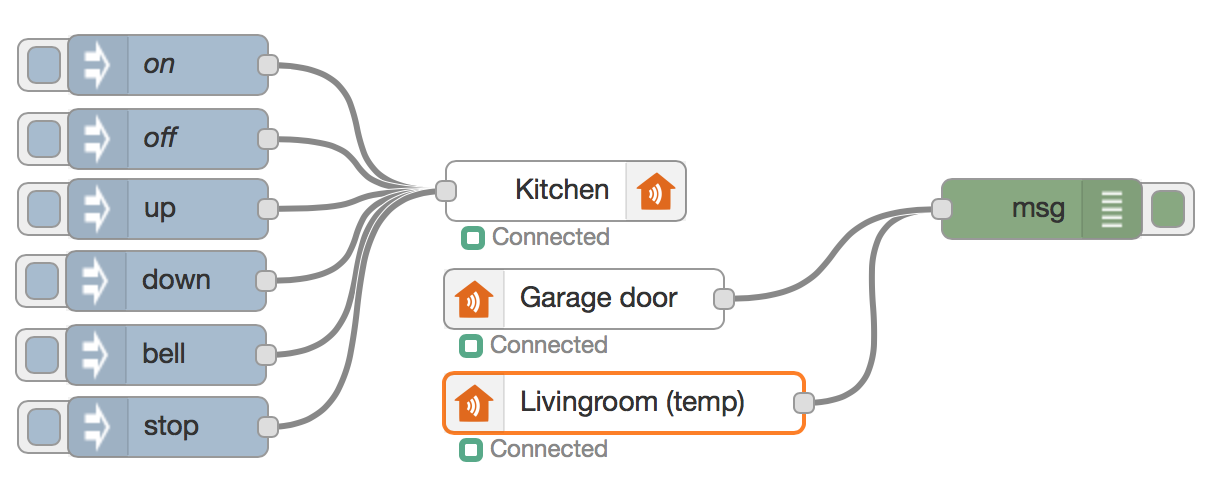 on
off
up
down
bell
stop
Kitchen
Connected
Garage door
Connected
Livingroom (temp)
Connected
msg